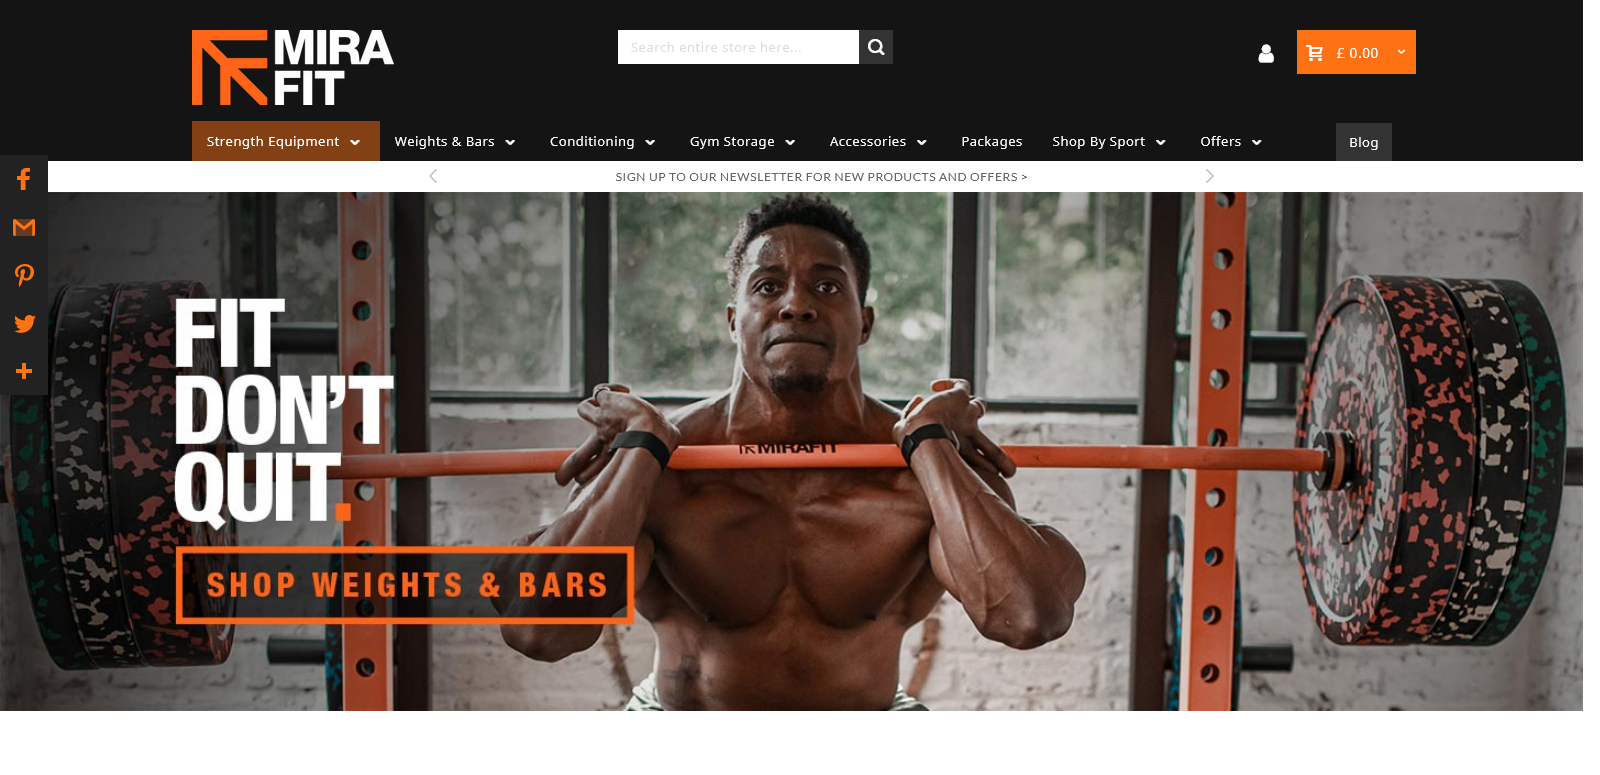 MIRA
FIT
Search entire store here...
£ 0.00
Strength Equipment
Weights & Bars
Conditioning
Gym Storage
Accessories
Packages
Shop By Sport
Offers
Blog
SIGN UP TO OUR NEWSLETTER FOR NEW PRODUCTS AND OFFERS >
FIT
DON'T
QUIT.
MIRAFIT
SHOP WEIGHTS & BARS